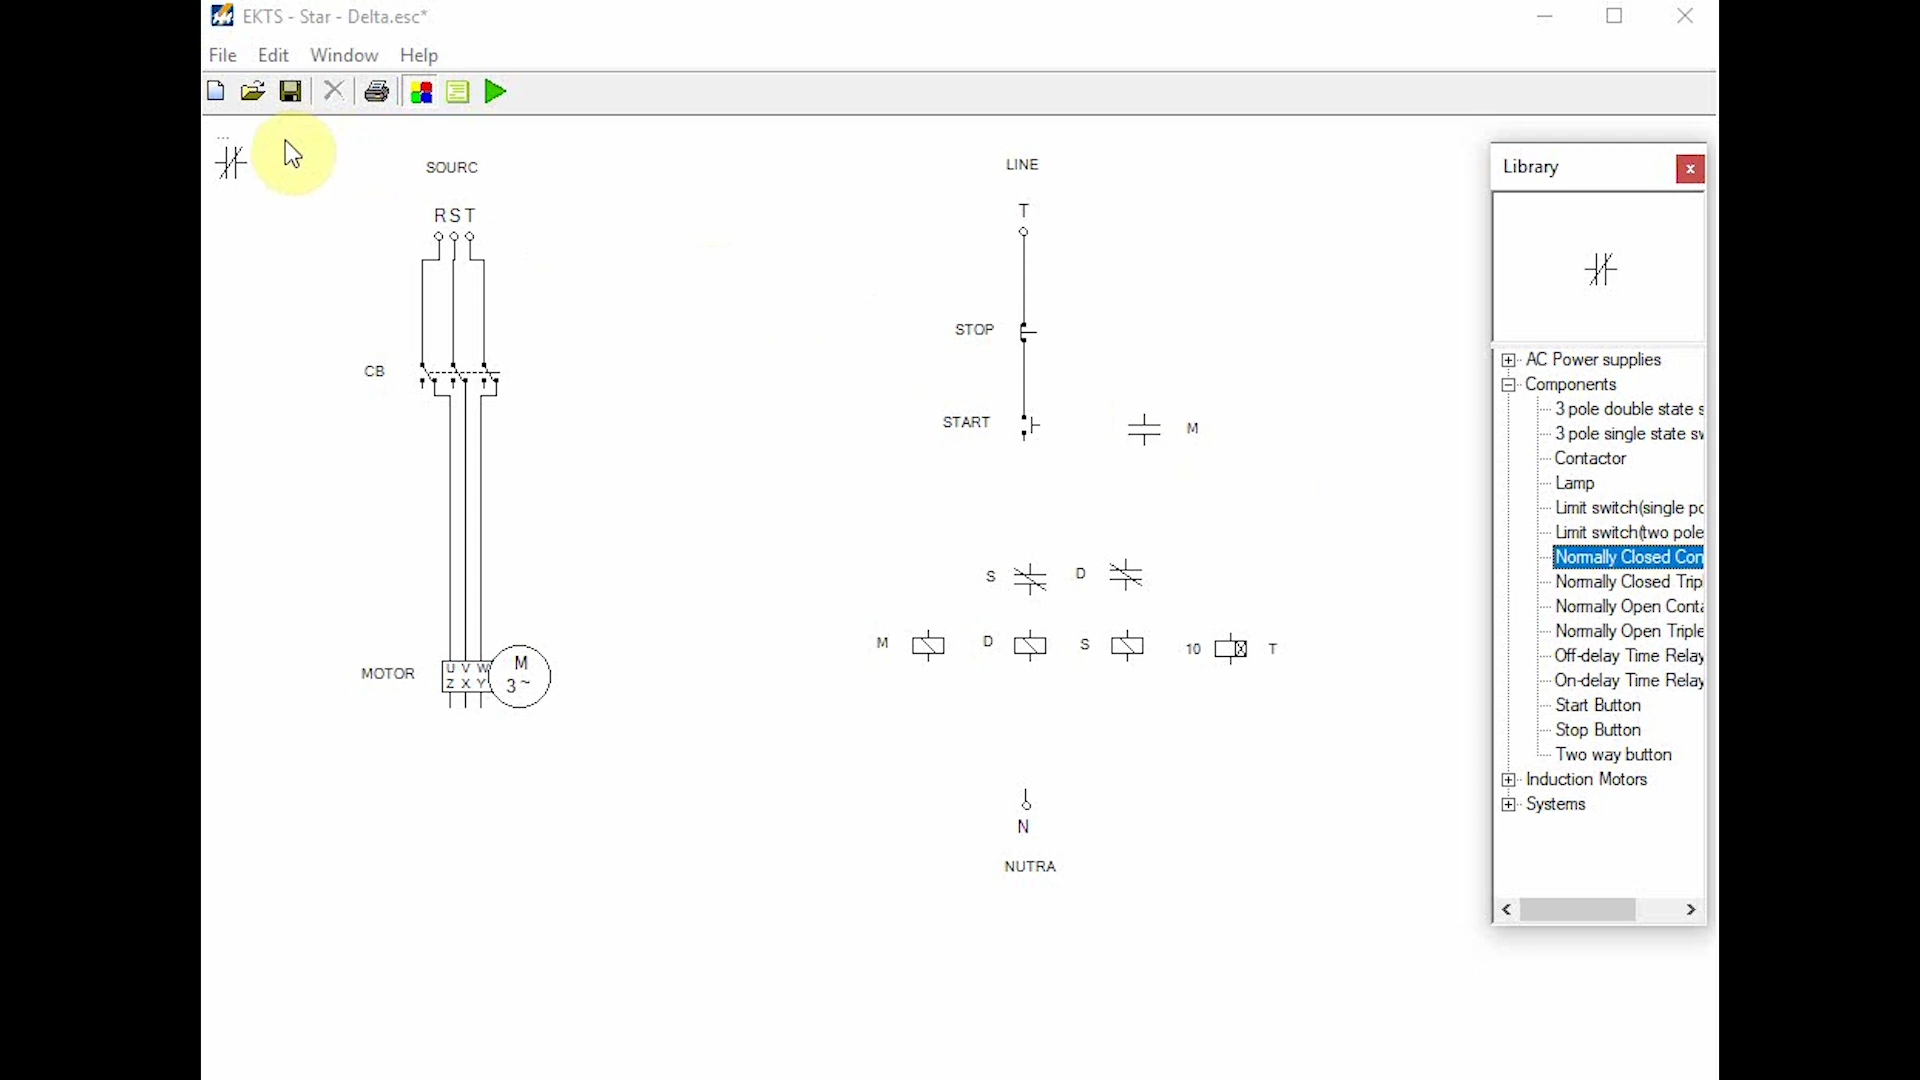 EKTS - Star - Delta.esc*
File Edit Window Help
...
SOURC
R S T
CB
MOTOR
U V W
Z X Y
M
3 ~
LINE
T
STOP
START
M
S
D
M
D
S
10
T
N
NUTRA
Library
x
AC Power supplies
Components
3 pole double state s
3 pole single state sw
Contactor
Lamp
Limit switch(single po
Limit switch(two pole
Normally Closed Con
Normally Closed Trip
Normally Open Conta
Normally Open Triple
Off-delay Time Relay
On-delay Time Relay
Start Button
Stop Button
Two way button
Induction Motors
Systems